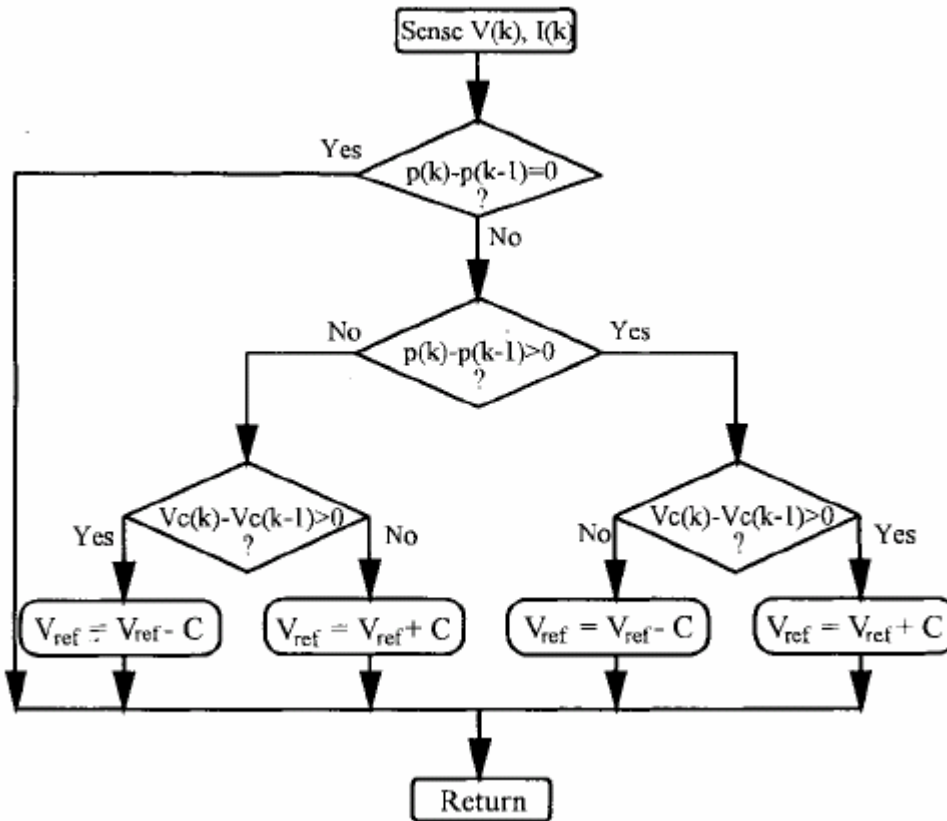 Sense V(k), I(k)
Yes
p(k)-p(k-1)=0
?
No
No
Yes
p(k)-p(k-1)>0
?
Vc(k)-Vc(k-1)>0
?
Yes
No
Vc(k)-Vc(k-1)>0
?
No
Yes
Vref = Vref - C
Vref = Vref + C
Vref = Vref - C
Vref = Vref + C
Return